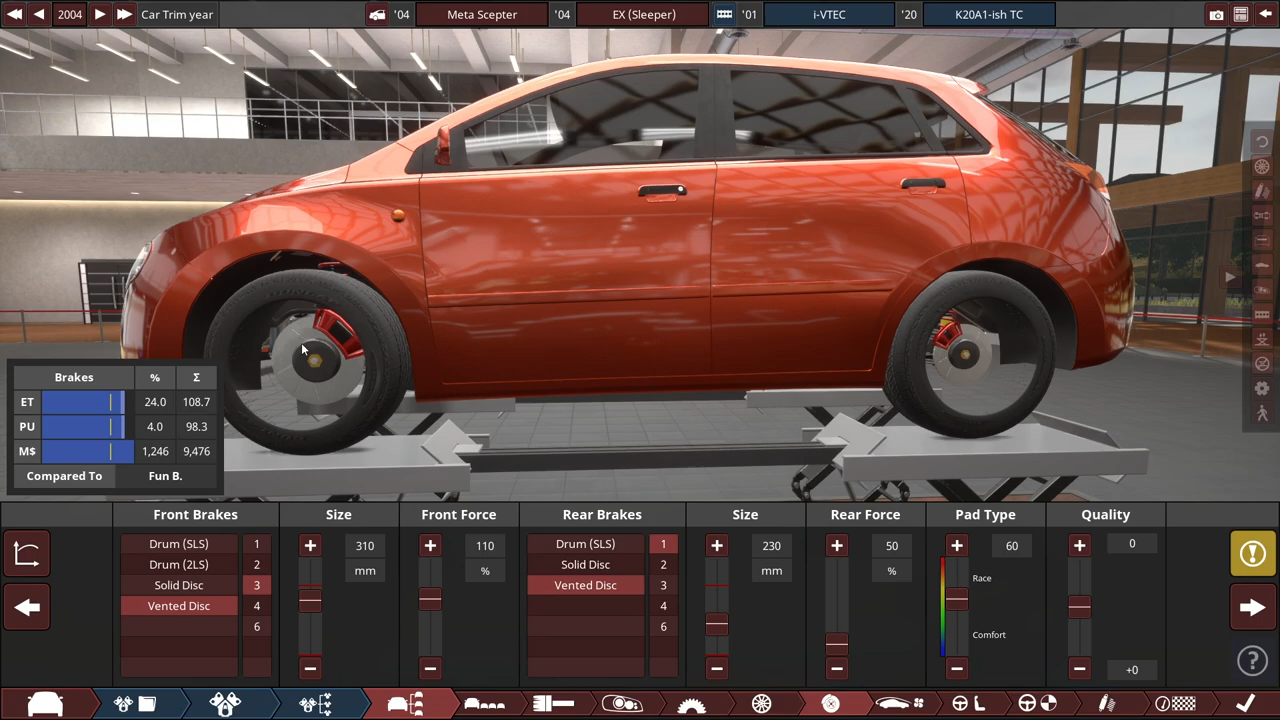 2004 Car Trim year '04 Meta Scepter '04 EX (Sleeper) '01 i-VTEC '20 K20A1-ish TC
Brakes % Σ
ET 24.0 108.7
PU 4.0 98.3
M$ 1,246 9,476
Compared To Fun B.
Front Brakes Size Front Force Rear Brakes Size Rear Force Pad Type Quality
Drum (SLS) 1 310 110 Drum (SLS) 1 230 50 60 0
Drum (2LS) 2 mm % Solid Disc 2 mm % Race
Solid Disc 3 Vented Disc 3
Vented Disc 4 4
6 6 Comfort
+0